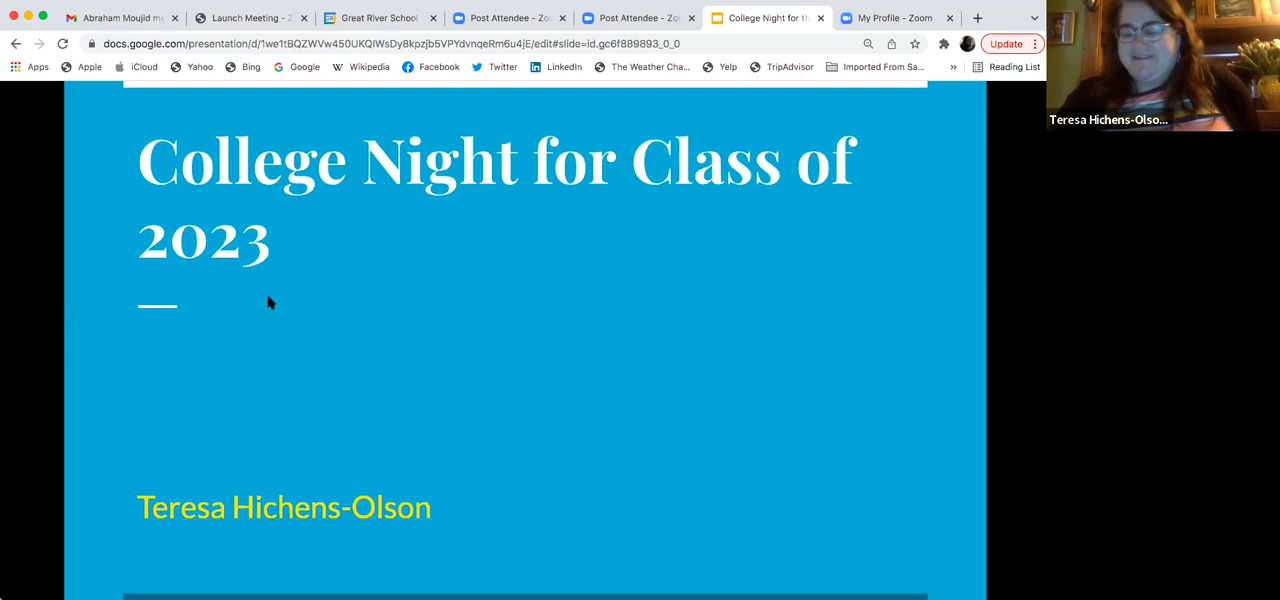 Abraham Moujid m
Launch Meeting - Z
Great River School
Post Attendee - Zo
Post Attendee - Zo
College Night for th
My Profile - Zoom
docs.google.com/presentation/d/1we1tBQZWVw450UKQIWsDy8kpzjb5VPYdvnqeRm6u4jE/edit#slide=id.gc6f889893_0_0
Update
Apps
Apple
iCloud
Yahoo
Bing
Google
Wikipedia
Facebook
Twitter
LinkedIn
The Weather Cha...
Yelp
TripAdvisor
Imported From Sa...
»
Reading List
Teresa Hichens-Olso...
College Night for Class of
2023
Teresa Hichens-Olson